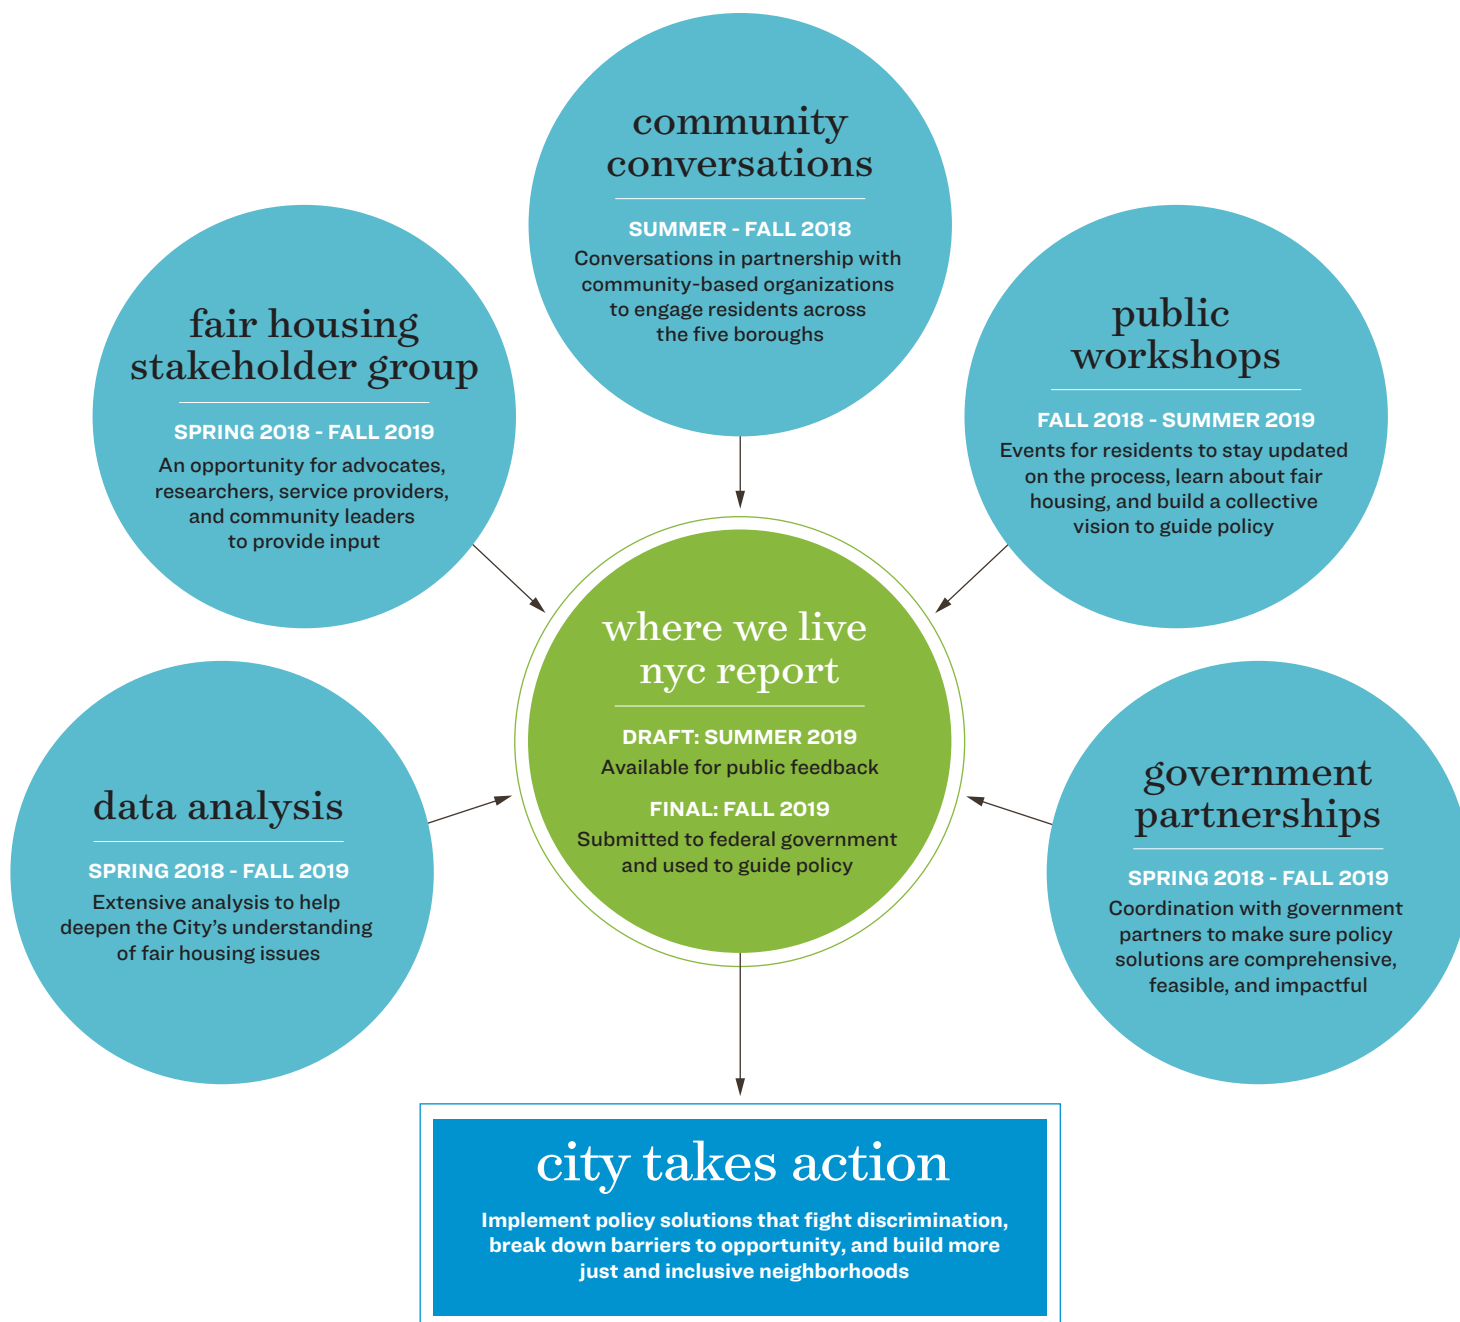 community
conversations
SUMMER - FALL 2018
Conversations in partnership with
community-based organizations
to engage residents across
the five boroughs
fair housing
stakeholder group
SPRING 2018 - FALL 2019
An opportunity for advocates,
researchers, service providers,
and community leaders
to provide input
public
workshops
FALL 2018 - SUMMER 2019
Events for residents to stay updated
on the process, learn about fair
housing, and build a collective
vision to guide policy
where we live
nyc report
DRAFT: SUMMER 2019
Available for public feedback
FINAL: FALL 2019
Submitted to federal government
and used to guide policy
data analysis
SPRING 2018 - FALL 2019
Extensive analysis to help
deepen the City’s understanding
of fair housing issues
government
partnerships
SPRING 2018 - FALL 2019
Coordination with government
partners to make sure policy
solutions are comprehensive,
feasible, and impactful
city takes action
Implement policy solutions that fight discrimination,
break down barriers to opportunity, and build more
just and inclusive neighborhoods